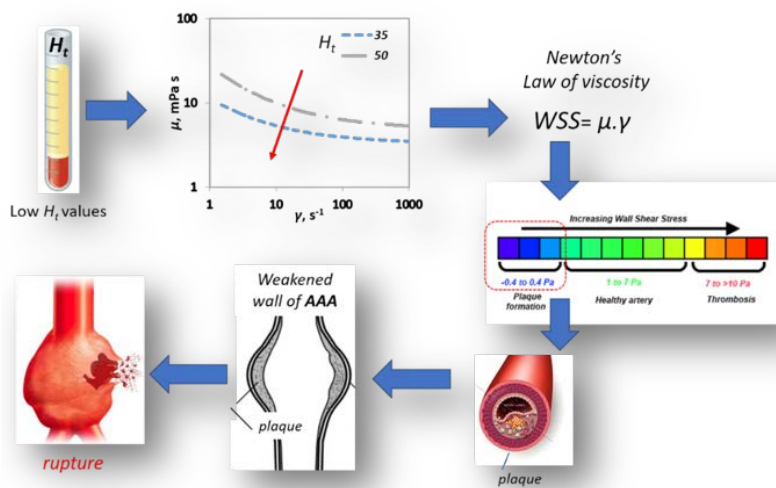 Hₜ
Low Hₜ values
100
10
1
μ, mPa s
1
10
100
1000
γ, s⁻¹
Hₜ
35
50
Newton's
Law of viscosity
WSS= μ.γ
Increasing Wall Shear Stress
-0.4 to 0.4 Pa
1 to 7 Pa
7 to >10 Pa
Plaque
formation
Healthy artery
Thrombosis
plaque
Weakened
wall of AAA
plaque
rupture